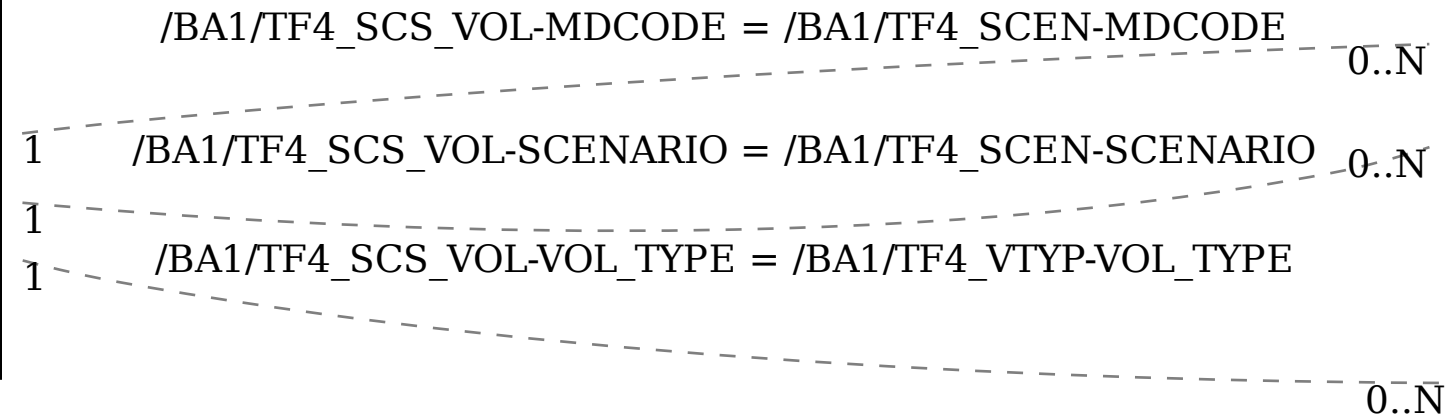 /BA1/TF4_SCS_VOL-MDCODE = /BA1/TF4_SCEN-MDCODE
0..N
1
/BA1/TF4_SCS_VOL-SCENARIO = /BA1/TF4_SCEN-SCENARIO
0..N
1
/BA1/TF4_SCS_VOL-VOL_TYPE = /BA1/TF4_VTYP-VOL_TYPE
1
0..N